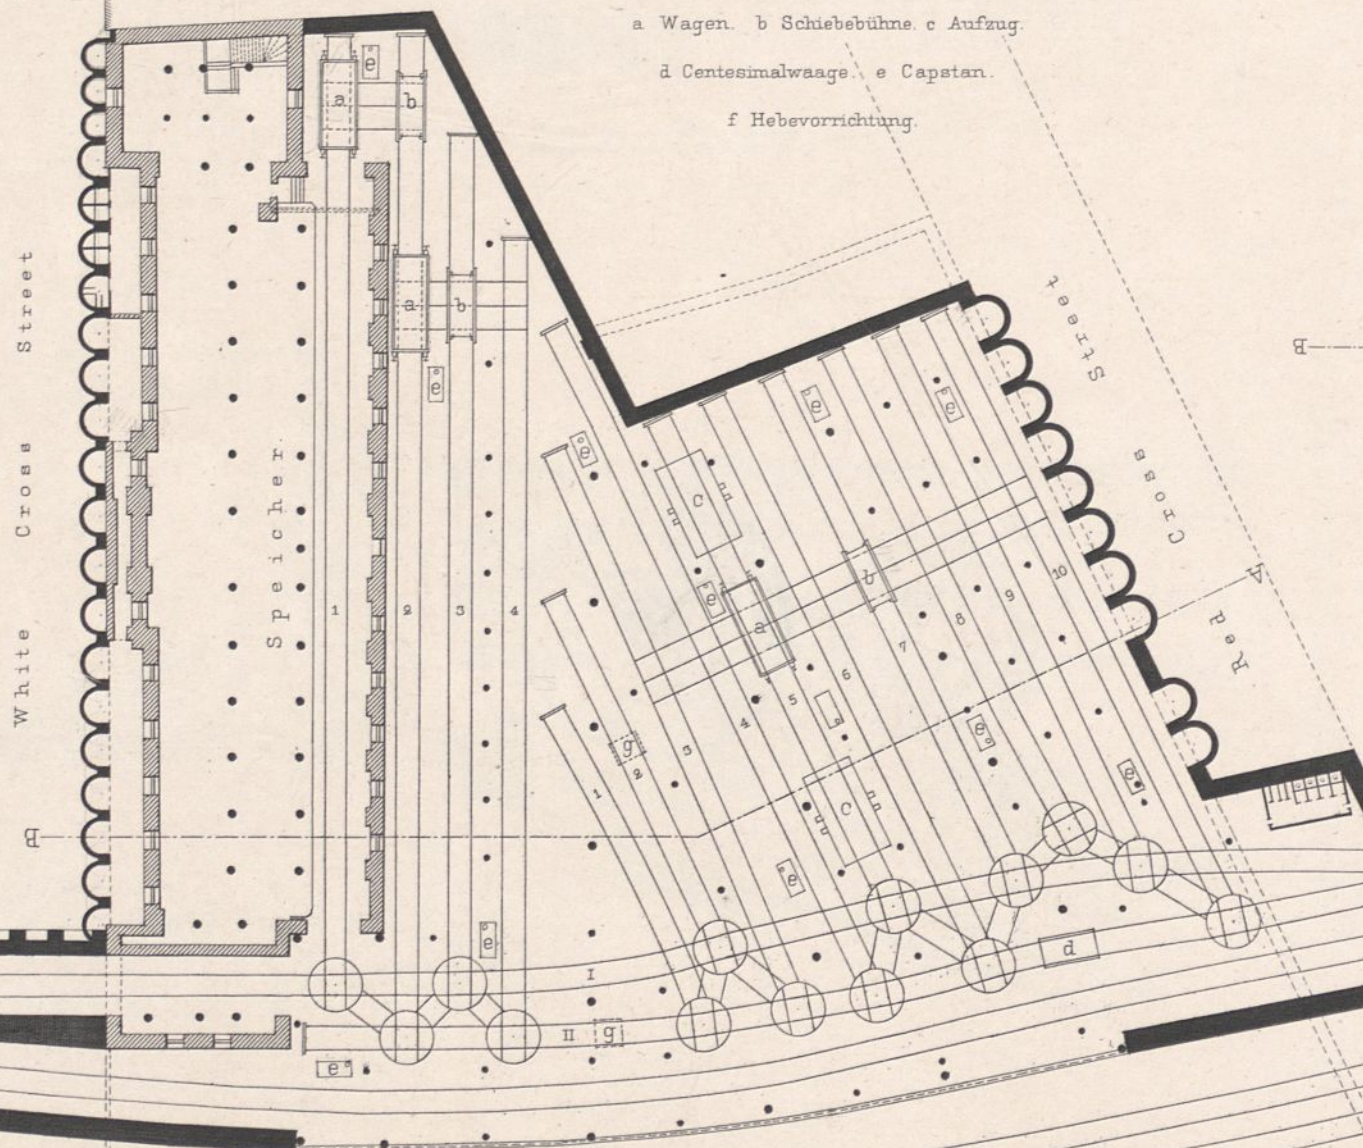 a Wagen. b Schiebebühne. c Aufzug.
d Centesimalwaage. e Capstan.
f Hebevorrichtung.
White Cross Street
Speicher.
Red Cross Street
a
b
e
a
b
e
e
e
e
B
1
2
3
4
c
e
a
b
10
9
8
7
6
5
4
3
2
1
g
e
e
A
c
e
B
e
d
I
II
g
e